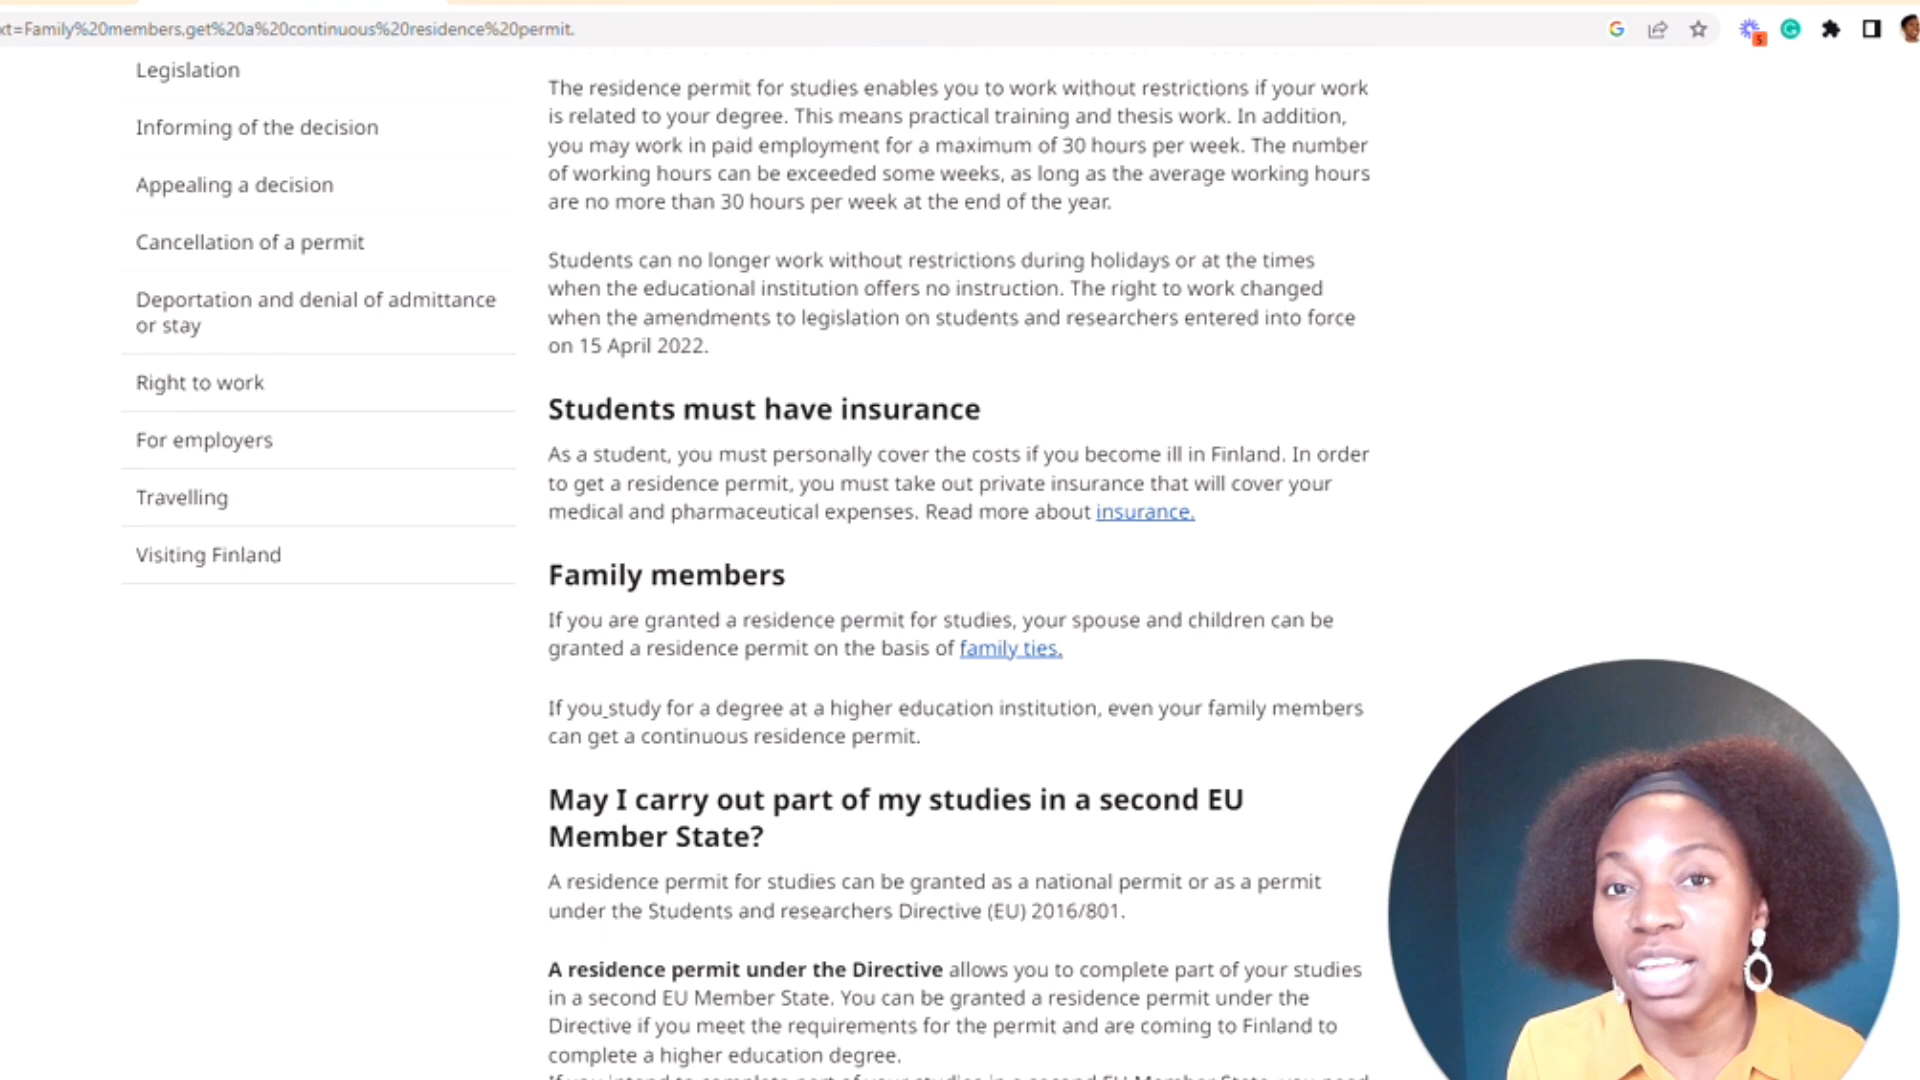 xt=Family%20members,get%20a%20continuous%20residence%20permit.
5
Legislation
Informing of the decision
Appealing a decision
Cancellation of a permit
Deportation and denial of admittance
or stay
Right to work
For employers
Travelling
Visiting Finland
The residence permit for studies enables you to work without restrictions if your work
is related to your degree. This means practical training and thesis work. In addition,
you may work in paid employment for a maximum of 30 hours per week. The number
of working hours can be exceeded some weeks, as long as the average working hours
are no more than 30 hours per week at the end of the year.
Students can no longer work without restrictions during holidays or at the times
when the educational institution offers no instruction. The right to work changed
when the amendments to legislation on students and researchers entered into force
on 15 April 2022.
Students must have insurance
As a student, you must personally cover the costs if you become ill in Finland. In order
to get a residence permit, you must take out private insurance that will cover your
medical and pharmaceutical expenses. Read more about insurance.
Family members
If you are granted a residence permit for studies, your spouse and children can be
granted a residence permit on the basis of family ties.
If you study for a degree at a higher education institution, even your family members
can get a continuous residence permit.
May I carry out part of my studies in a second EU
Member State?
A residence permit for studies can be granted as a national permit or as a permit
under the Students and researchers Directive (EU) 2016/801.
A residence permit under the Directive allows you to complete part of your studies
in a second EU Member State. You can be granted a residence permit under the
Directive if you meet the requirements for the permit and are coming to Finland to
complete a higher education degree.